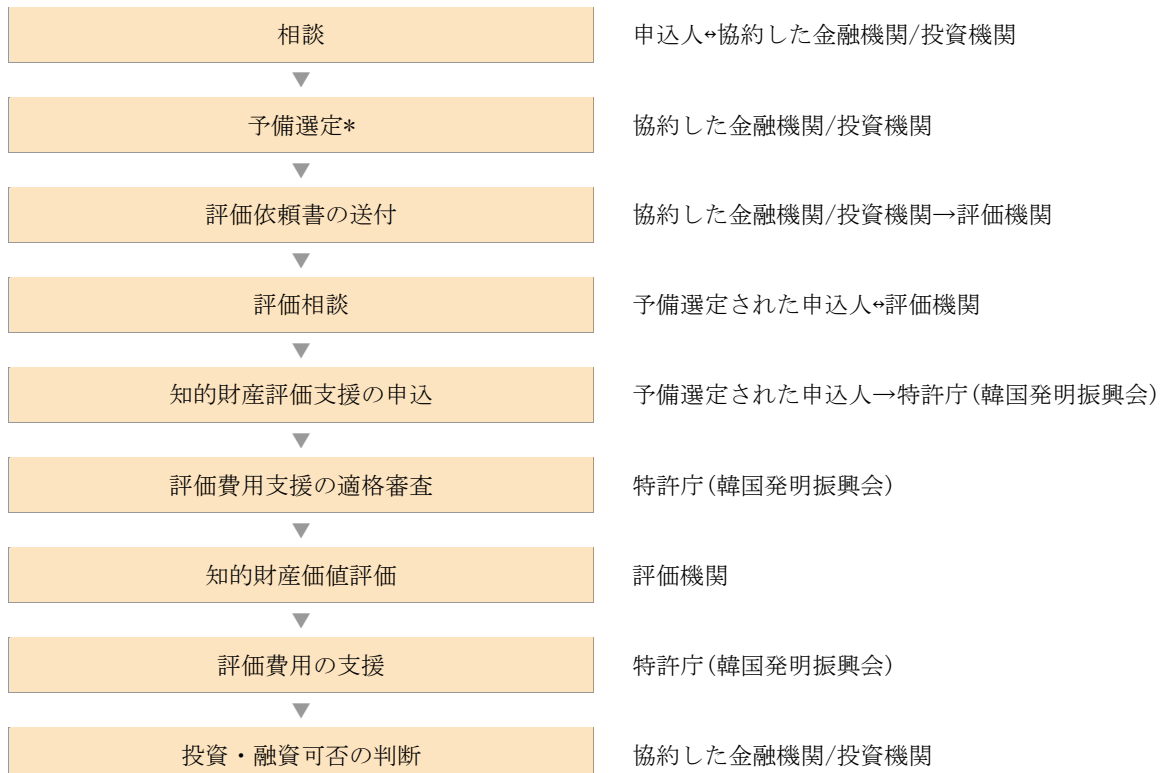 相談 申込人↔協約した金融機関/投資機関
▼
予備選定* 協約した金融機関/投資機関
▼
評価依頼書の送付 協約した金融機関/投資機関→評価機関
▼
評価相談 予備選定された申込人↔評価機関
▼
知的財産評価支援の申込 予備選定された申込人→特許庁(韓国発明振興会)
▼
評価費用支援の適格審査 特許庁(韓国発明振興会)
▼
知的財産価値評価 評価機関
▼
評価費用の支援 特許庁(韓国発明振興会)
▼
投資・融資可否の判断 協約した金融機関/投資機関